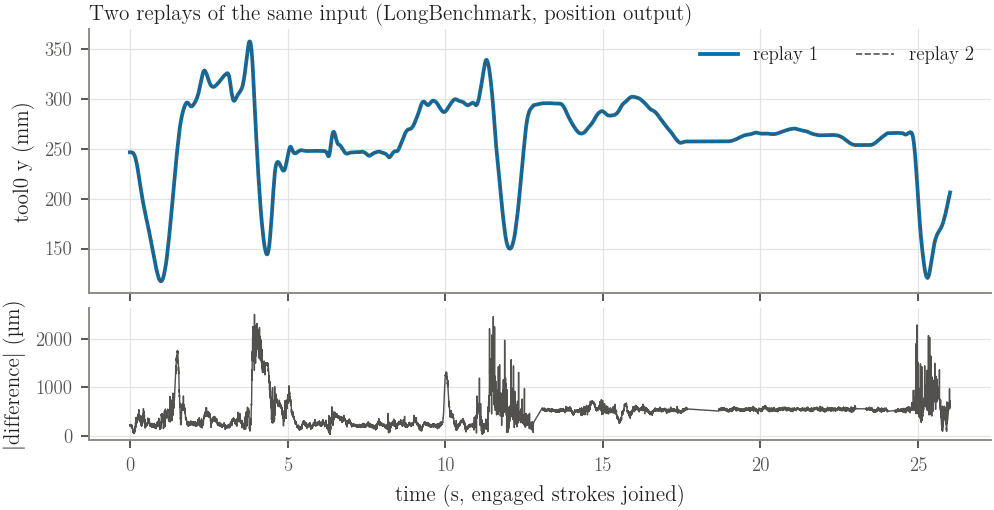 Two replays of the same input (LongBenchmark, position output)
replay 1
replay 2
tool0 y (mm)
350
300
250
200
150
|difference| (µm)
2000
1000
0
0 5 10 15 20 25
time (s, engaged strokes joined)